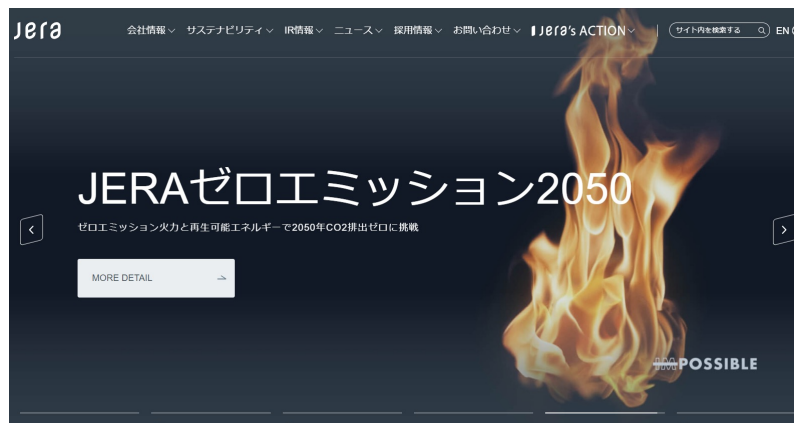 Jera
会社情報 サステナビリティ IR情報 ニュース 採用情報 お問い合わせ Jera's ACTION サイト内を検索する EN
JERAゼロエミッション2050
ゼロエミッション火力と再生可能エネルギーで2050年CO2排出ゼロに挑戦
MORE DETAIL
IMPOSSIBLE